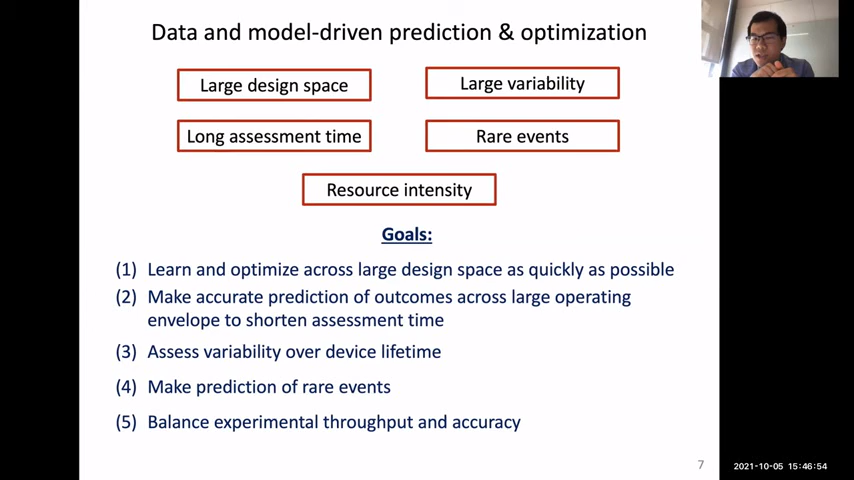 Data and model-driven prediction & optimization
Large design space
Large variability
Long assessment time
Rare events
Resource intensity
Goals:
(1) Learn and optimize across large design space as quickly as possible
(2) Make accurate prediction of outcomes across large operating
envelope to shorten assessment time
(3) Assess variability over device lifetime
(4) Make prediction of rare events
(5) Balance experimental throughput and accuracy
7
2021-10-05 15:46:54